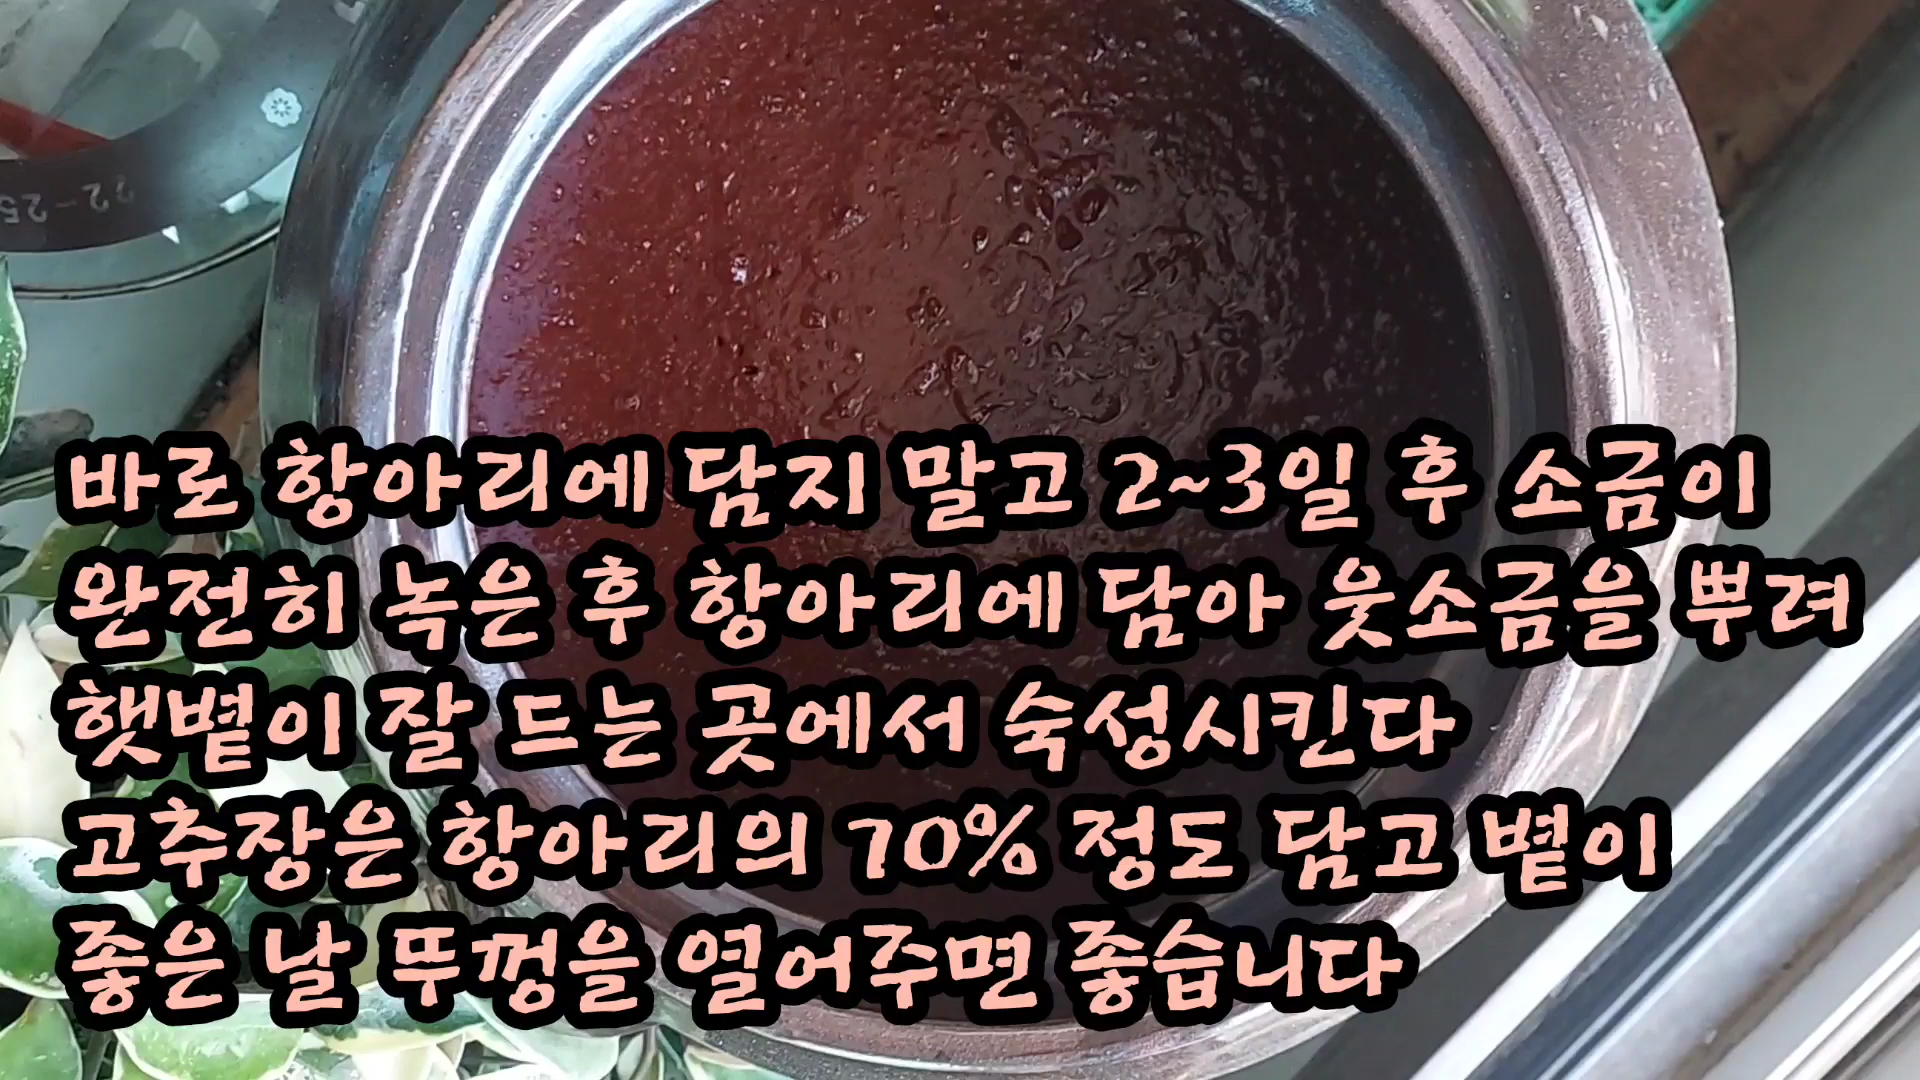 22-25
바로 항아리에 담지 말고 2~3일 후 소금이
완전히 녹은 후 항아리에 담아 웃소금을 뿌려
햇볕이 잘 드는 곳에서 숙성시킨다
고추장은 항아리의 70% 정도 담고 볕이
좋은 날 뚜껑을 열어주면 좋습니다